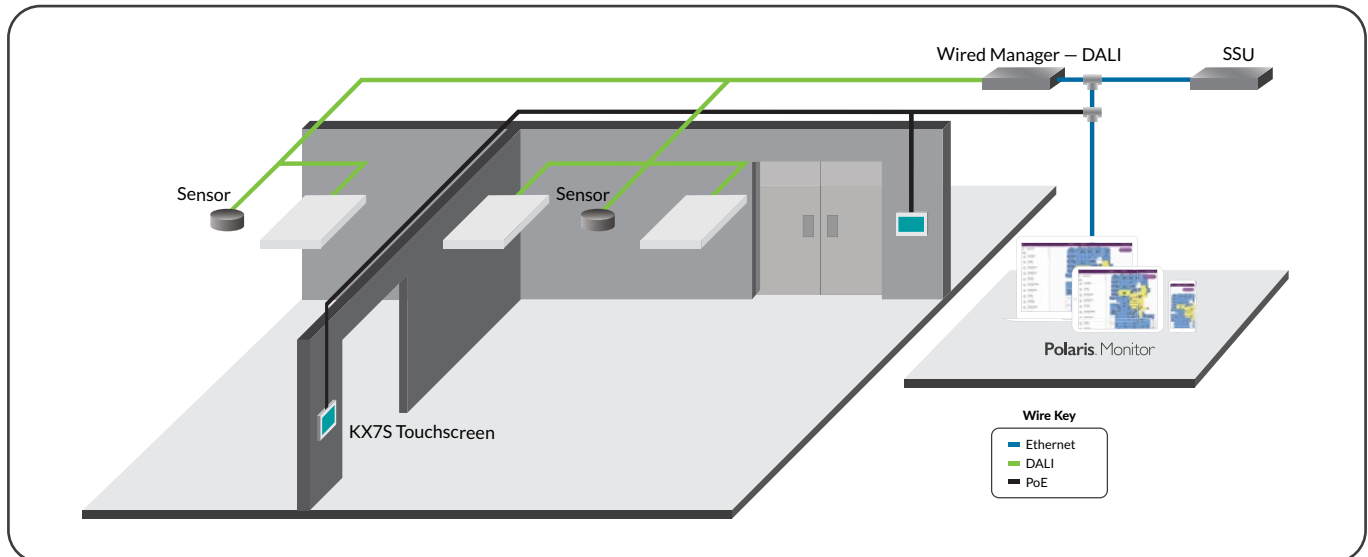 Wired Manager — DALI
SSU
Sensor
Sensor
KX7S Touchscreen
Polaris. Monitor
Wire Key
Ethernet
DALI
PoE